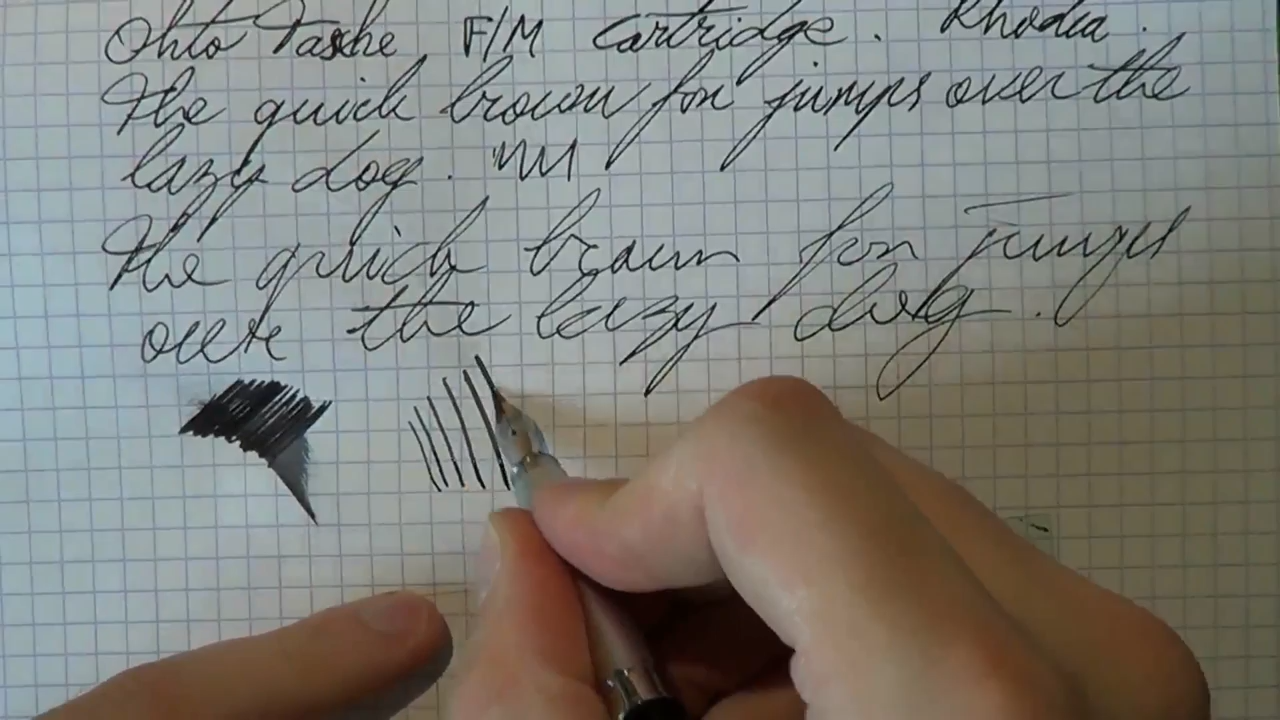 Ohto Tasche F/M Cartridge. Rhodia.
The quick brown fox jumps over the
lazy dog.
The quick brown fox jumps
over the lazy dog.